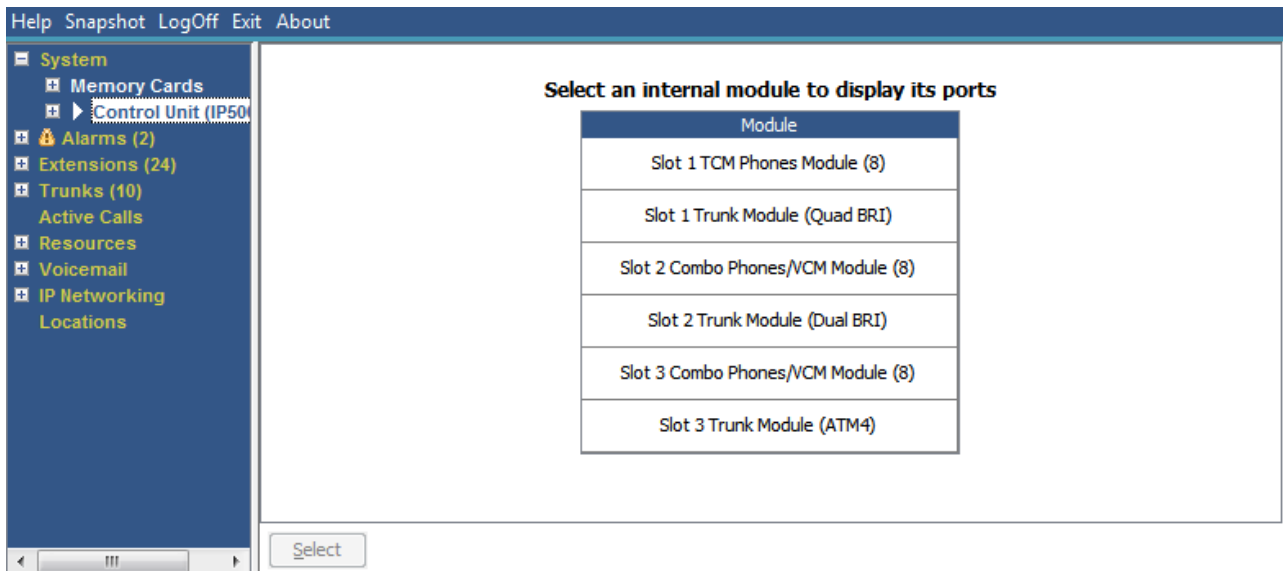 Help Snapshot LogOff Exit About
System
Memory Cards
Control Unit (IP500
Alarms (2)
Extensions (24)
Trunks (10)
Active Calls
Resources
Voicemail
IP Networking
Locations
Select an internal module to display its ports
Module
Slot 1 TCM Phones Module (8)
Slot 1 Trunk Module (Quad BRI)
Slot 2 Combo Phones/VCM Module (8)
Slot 2 Trunk Module (Dual BRI)
Slot 3 Combo Phones/VCM Module (8)
Slot 3 Trunk Module (ATM4)
Select